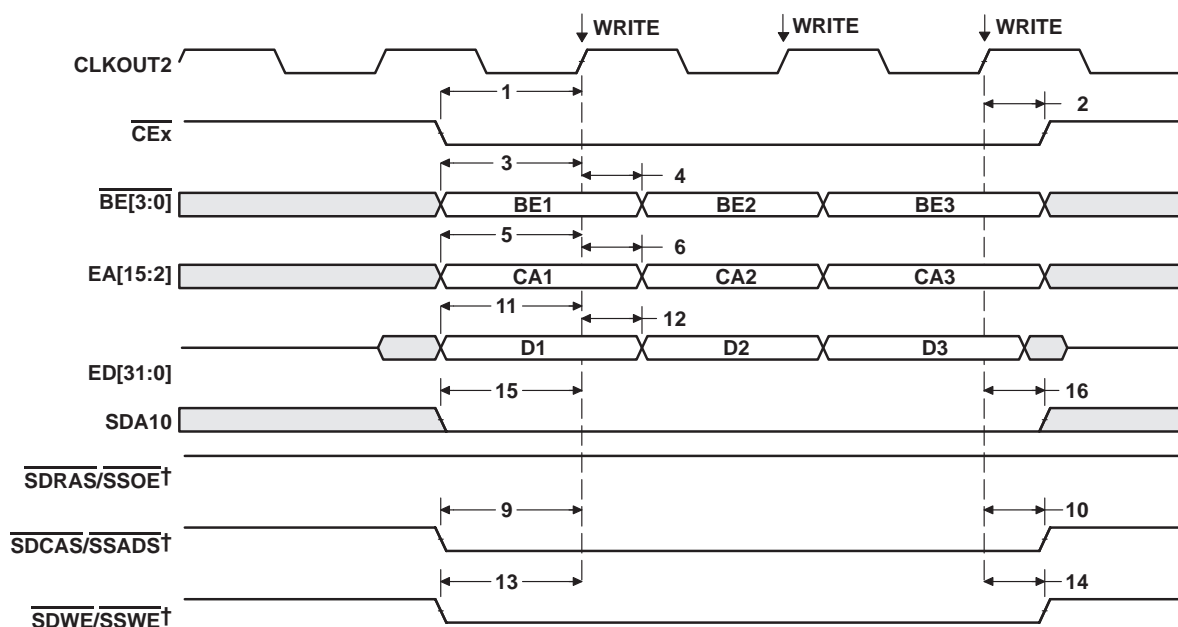 WRITE WRITE WRITE
CLKOUT2
1 2
CEx
3 4
BE[3:0] BE1 BE2 BE3
5 6
EA[15:2] CA1 CA2 CA3
11 12
ED[31:0] D1 D2 D3
15 16
SDA10
SDRAS/SSOE†
9 10
SDCAS/SSADS†
13 14
SDWE/SSWE†